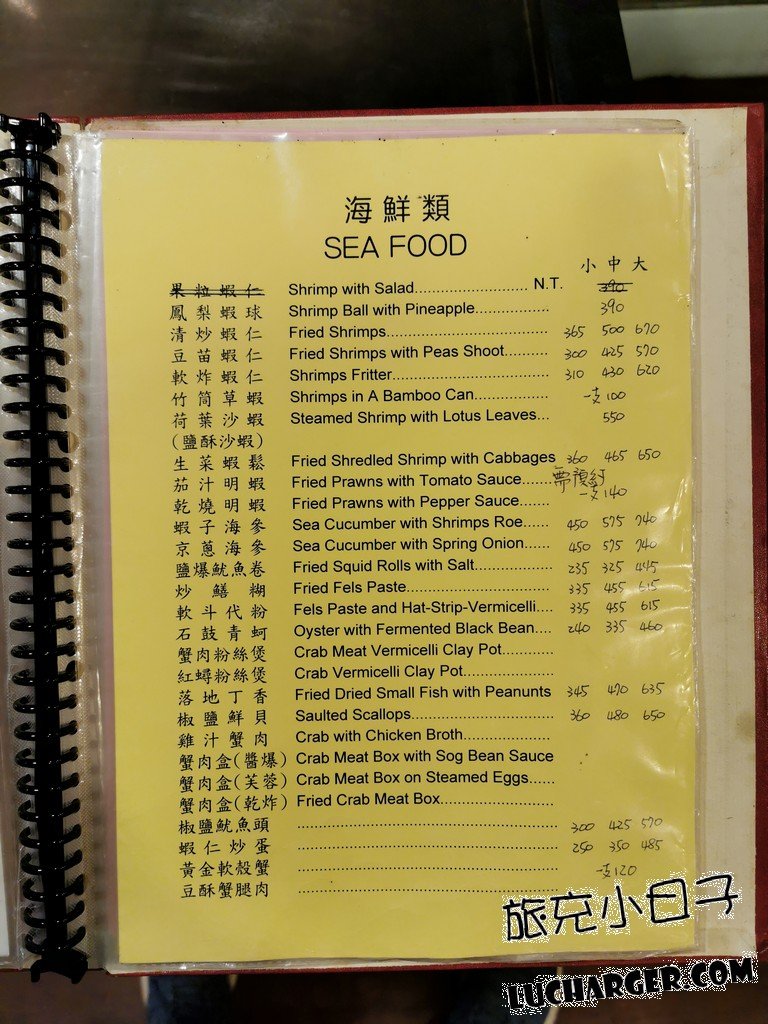 海鮮類
SEA FOOD
小 中 大
果粒蝦仁 Shrimp with Salad.......................... N.T. 390
鳳梨蝦球 Shrimp Ball with Pineapple................. 390
清炒蝦仁 Fried Shrimps..................................... 365 500 670
豆苗蝦仁 Fried Shrimps with Peas Shoot.......... 300 425 570
軟炸蝦仁 Shrimps Fritter.................................... 310 430 620
竹筒草蝦 Shrimps in A Bamboo Can................. 一支100
荷葉沙蝦 Steamed Shrimp with Lotus Leaves... 550
(鹽酥沙蝦)
生菜蝦鬆 Fried Shredled Shrimp with Cabbages 360 465 650
茄汁明蝦 Fried Prawns with Tomato Sauce....... 需預訂
乾燒明蝦 Fried Prawns with Pepper Sauce....... 一支140
蝦子海參 Sea Cucumber with Shrimps Roe...... 450 575 740
京蔥海參 Sea Cucumber with Spring Onion...... 450 575 740
鹽爆魷魚卷 Fried Squid Rolls with Salt.................. 235 325 445
炒鱔糊 Fried Fels Paste................................ 335 455 615
軟斗代粉 Fels Paste and Hat-Strip-Vermicelli.... 335 455 615
石鼓青蚵 Oyster with Fermented Black Bean.... 240 335 460
蟹肉粉絲煲 Crab Meat Vermicelli Clay Pot............
紅蟳粉絲煲 Crab Vermicelli Clay Pot.....................
落地丁香 Fried Dried Small Fish with Peanunts 345 470 635
椒鹽鮮貝 Saulted Scallops................................. 360 480 650
雞汁蟹肉 Crab with Chicken Broth....................
蟹肉盒(醬爆) Crab Meat Box with Sog Bean Sauce
蟹肉盒(芙蓉) Crab Meat Box on Steamed Eggs......
蟹肉盒(乾炸) Fried Crab Meat Box..........................
椒鹽魷魚頭 ............................................................ 300 425 570
蝦仁炒蛋 ............................................................ 250 350 485
黃金軟殼蟹 ............................................................ 一支120
豆酥蟹腿肉 ............................................................
旅充小日子
LUCHARGER.COM